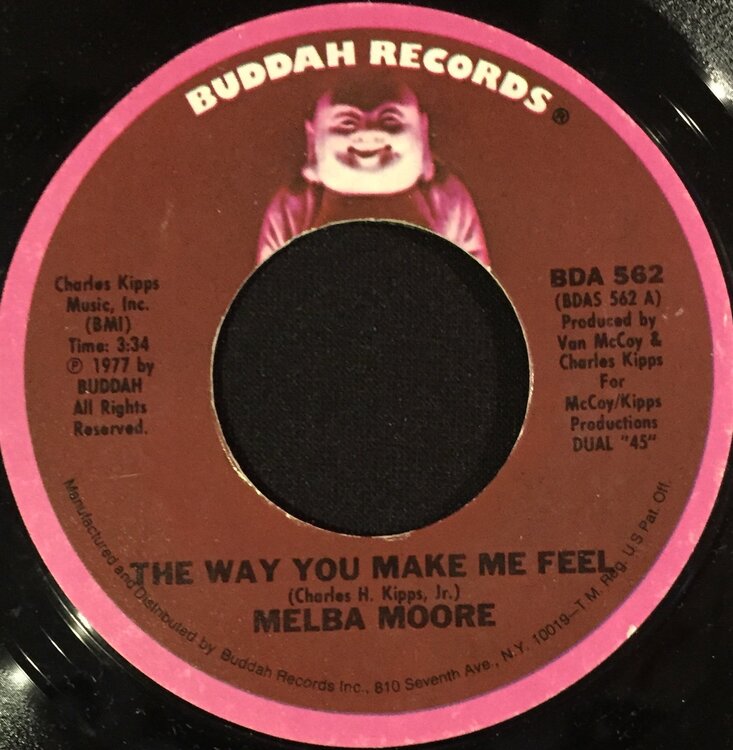 BUDDAH RECORDS®
Charles Kipps
Music, Inc.
(BMI)
Time: 3:34
℗ 1977 by
BUDDAH
All Rights
Reserved.
BDA 562
(BDAS 562 A)
Produced by
Van McCoy &
Charles Kipps
For
McCoy/Kipps
Productions
DUAL "45"
THE WAY YOU MAKE ME FEEL
(Charles H. Kipps, Jr.)
MELBA MOORE
Manufactured and Distributed by Buddah Records Inc., 810 Seventh Ave., N.Y. 10019—T.M. Reg. U.S Pat. Off.